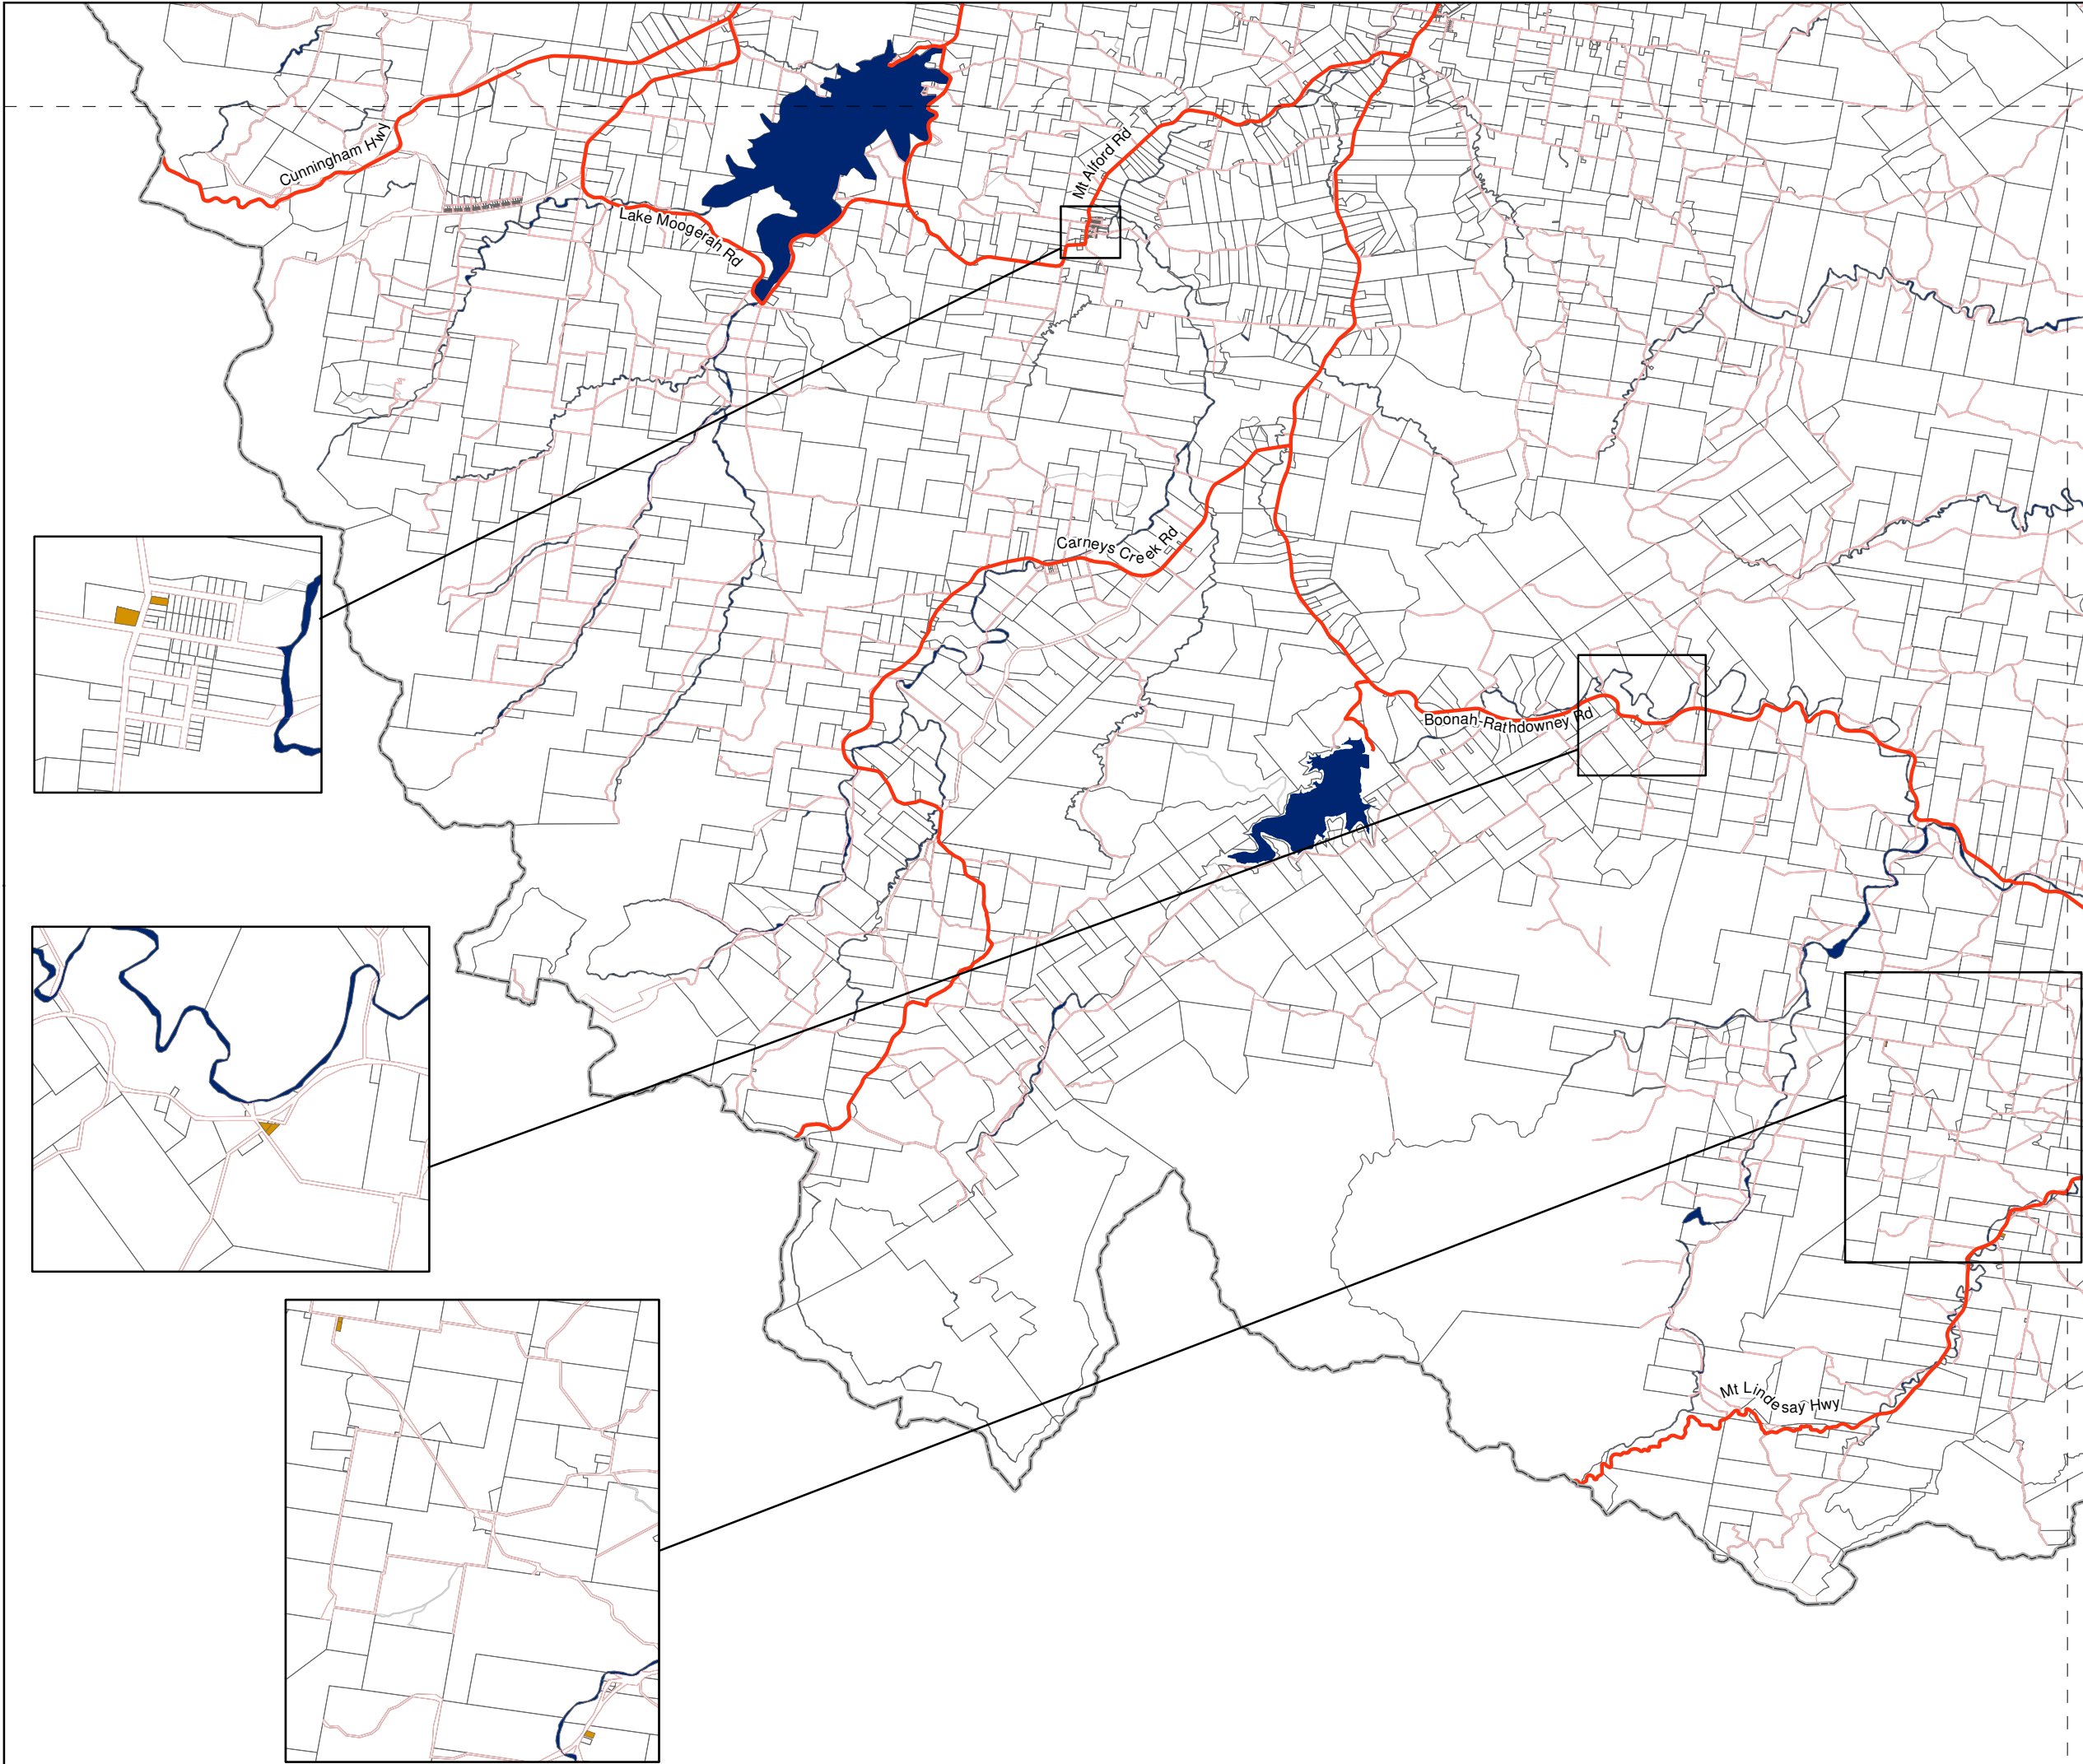 Cunningham Hwy
Mt Alford Rd
Lake Moogerah Rd
Carneys Creek Rd
Boonah-Rathdowney Rd
Mt Lindesay Hwy